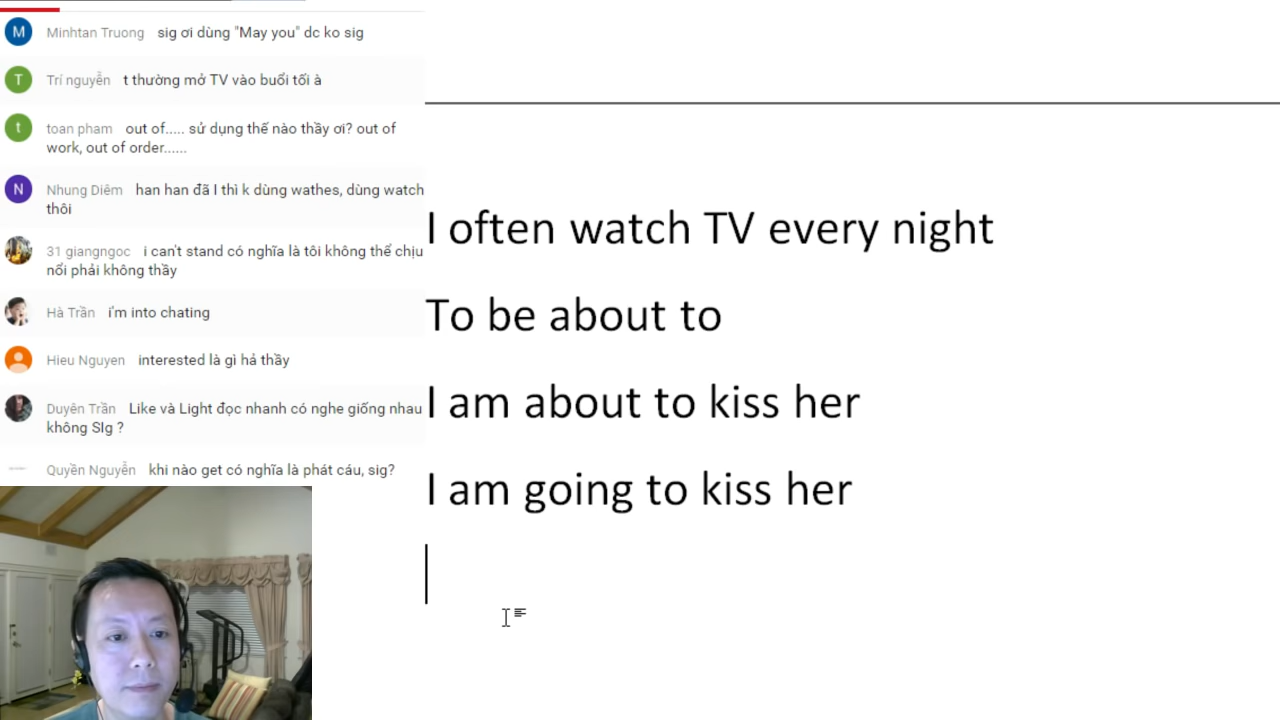 M Minhtan Truong sig ơi dùng "May you" dc ko sig
T Trí nguyễn t thường mở TV vào buổi tối à
t toan pham out of..... sử dụng thế nào thầy ơi? out of
work, out of order......
N Nhung Diêm han han đã I thì k dùng wathes, dùng watch
thôi
31 giangngoc i can't stand có nghĩa là tôi không thể chịu
nổi phải không thầy
Hà Trần i'm into chating
Hieu Nguyen interested là gì hả thầy
Duyên Trần Like và Light đọc nhanh có nghe giống nhau
không SIg ?
Quyền Nguyễn khi nào get có nghĩa là phát cáu, sig?
I often watch TV every night
To be about to
I am about to kiss her
I am going to kiss her